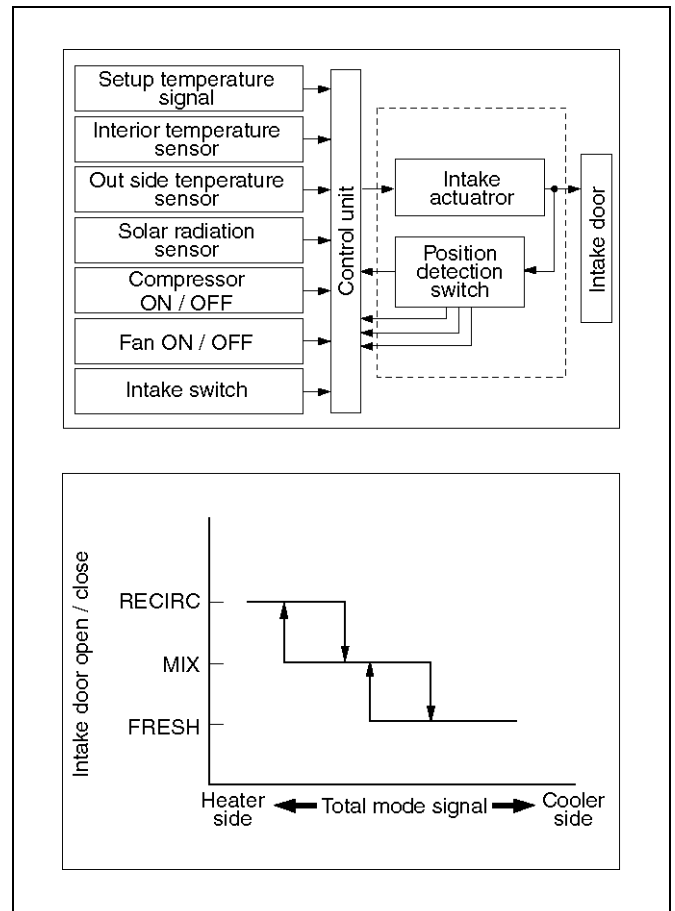 Setup temperature
signal
Interior temperature
sensor
Out side tenperature
sensor
Solar radiation
sensor
Compressor
ON / OFF
Fan ON / OFF
Intake switch
Control unit
Intake
actuatror
Position
detection
switch
Intake door
Intake door open / close
RECIRC
MIX
FRESH
Heater
side
Total mode signal
Cooler
side